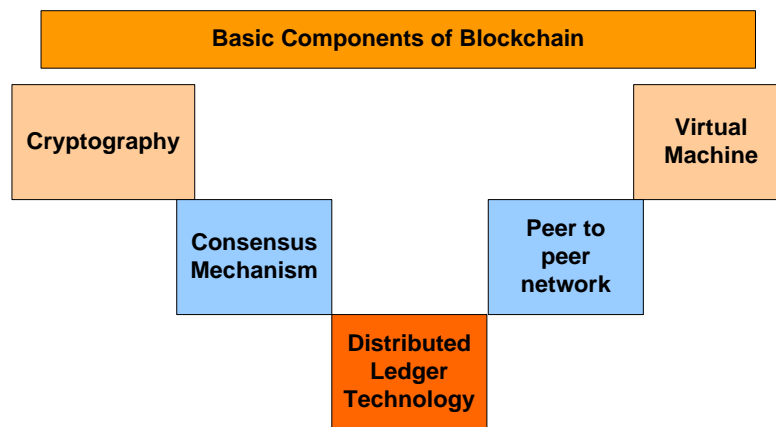 Basic Components of Blockchain
Cryptography
Virtual
Machine
Consensus
Mechanism
Peer to
peer
network
Distributed
Ledger
Technology